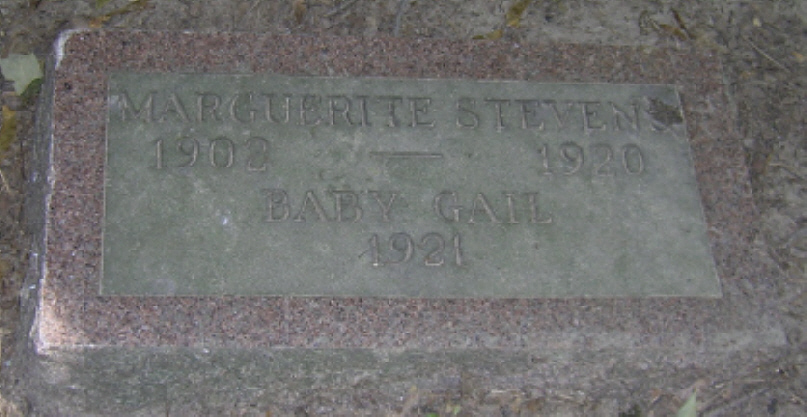 MARGUERITE STEVENS
1902 — 1920
BABY GAIL
1921